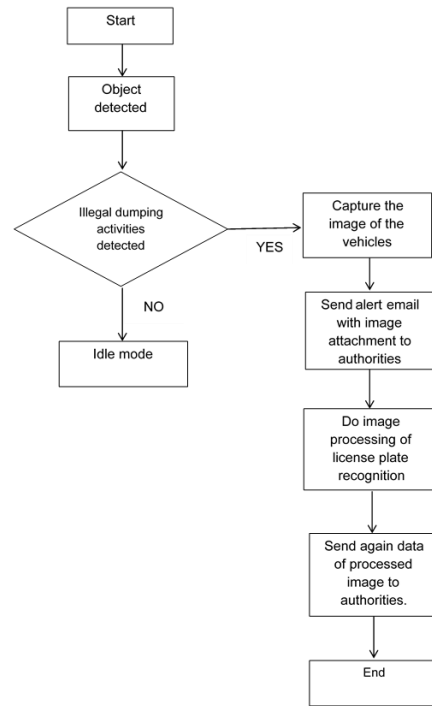 Start
Object
detected
Illegal dumping
activities
detected
YES
NO
Idle mode
Capture the
image of the
vehicles
Send alert email
with image
attachment to
authorities
Do image
processing of
license plate
recognition
Send again data
of processed
image to
authorities.
End